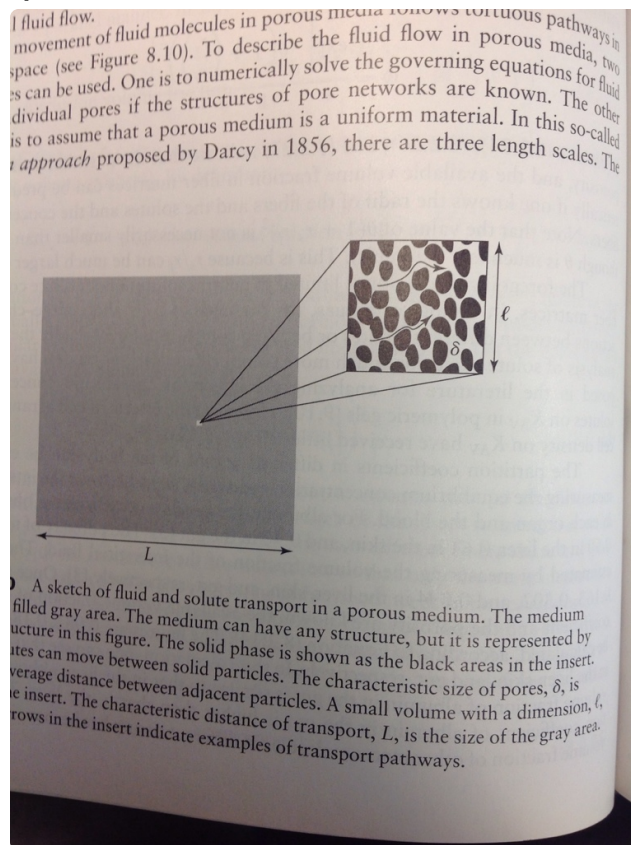 l fluid flow.
movement of fluid molecules in porous media follows tortuous pathways in
space (see Figure 8.10). To describe the fluid flow in porous media, two
es can be used. One is to numerically solve the governing equations for fluid
dividual pores if the structures of pore networks are known. The other
is to assume that a porous medium is a uniform material. In this so-called
approach proposed by Darcy in 1856, there are three length scales. The
ℓ
δ
L
A sketch of fluid and solute transport in a porous medium. The medium
filled gray area. The medium can have any structure, but it is represented by
ucture in this figure. The solid phase is shown as the black areas in the insert.
utes can move between solid particles. The characteristic size of pores, δ, is
verage distance between adjacent particles. A small volume with a dimension, ℓ,
e insert. The characteristic distance of transport, L, is the size of the gray area.
rows in the insert indicate examples of transport pathways.